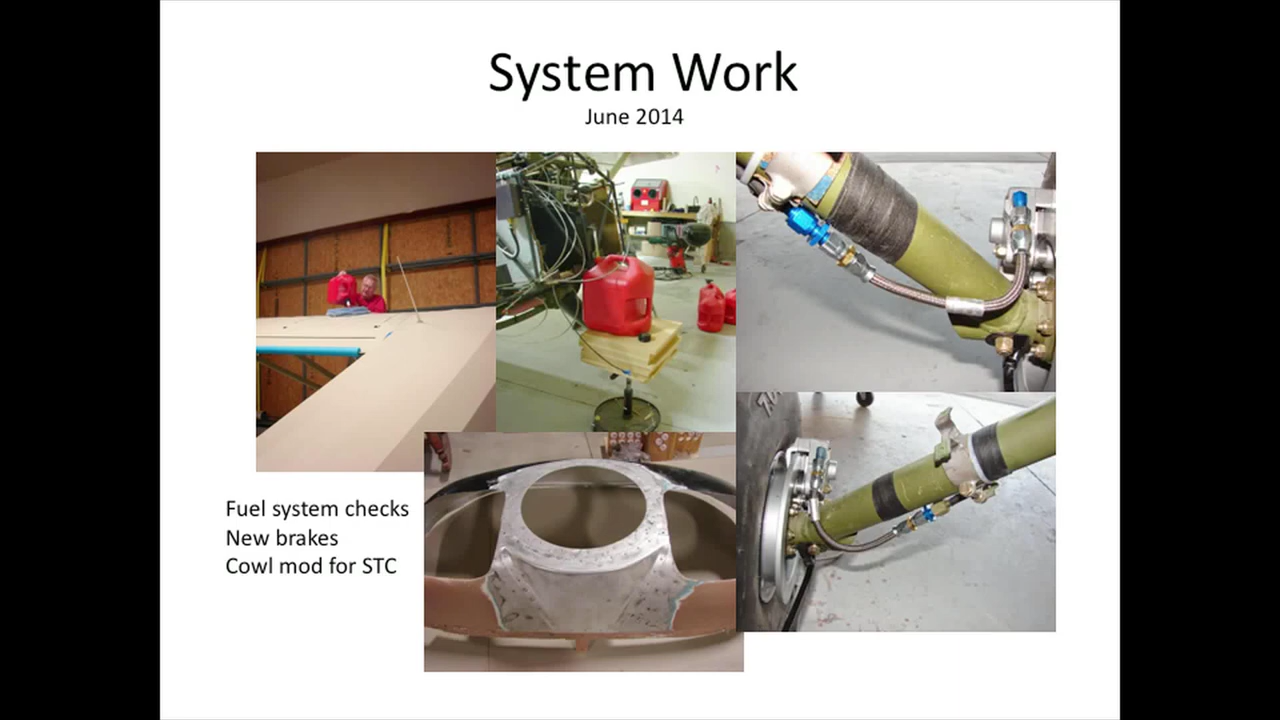 System Work
June 2014
Fuel system checks
New brakes
Cowl mod for STC